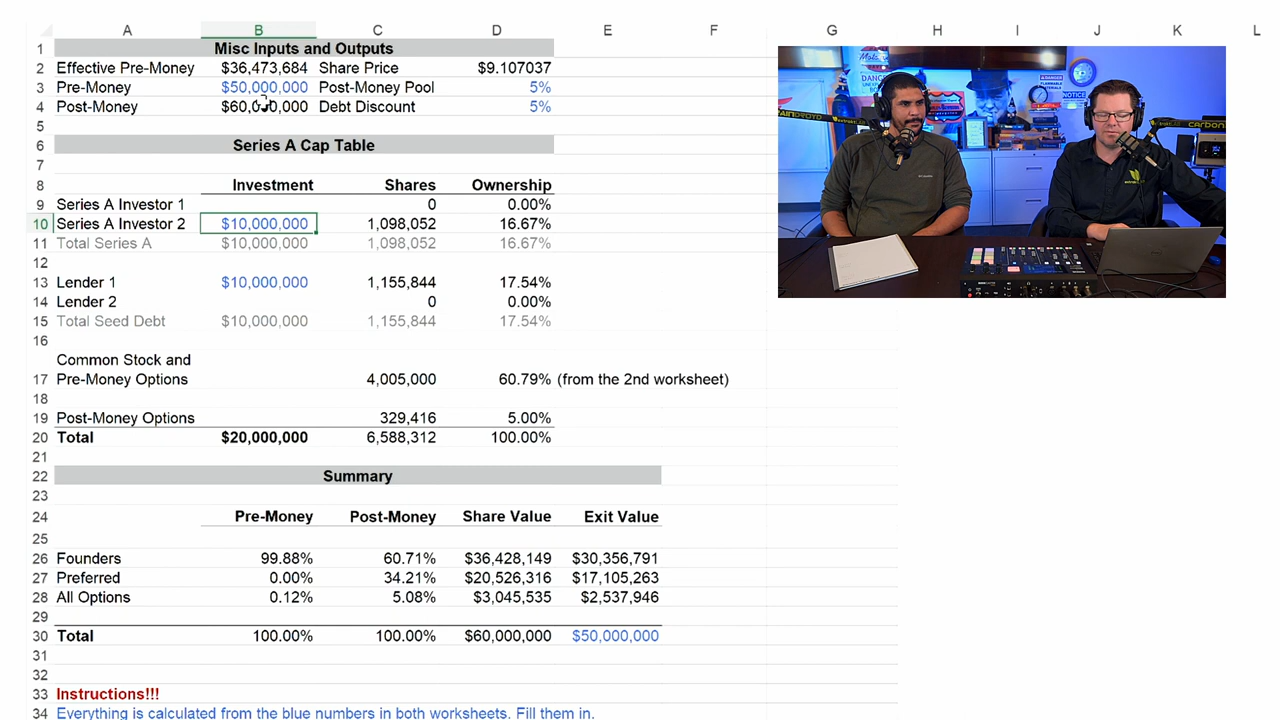 A B C D E F G H I J K L
1 Misc Inputs and Outputs
2 Effective Pre-Money $36,473,684 Share Price $9.107037
3 Pre-Money $50,000,000 Post-Money Pool 5%
4 Post-Money $60,000,000 Debt Discount 5%
5
6 Series A Cap Table
7
8 Investment Shares Ownership
9 Series A Investor 1 0 0.00%
10 Series A Investor 2 $10,000,000 1,098,052 16.67%
11 Total Series A $10,000,000 1,098,052 16.67%
12
13 Lender 1 $10,000,000 1,155,844 17.54%
14 Lender 2 0 0.00%
15 Total Seed Debt $10,000,000 1,155,844 17.54%
16
Common Stock and
17 Pre-Money Options 4,005,000 60.79% (from the 2nd worksheet)
18
19 Post-Money Options 329,416 5.00%
20 Total $20,000,000 6,588,312 100.00%
21
22 Summary
23
24 Pre-Money Post-Money Share Value Exit Value
25
26 Founders 99.88% 60.71% $36,428,149 $30,356,791
27 Preferred 0.00% 34.21% $20,526,316 $17,105,263
28 All Options 0.12% 5.08% $3,045,535 $2,537,946
29
30 Total 100.00% 100.00% $60,000,000 $50,000,000
31
32
33 Instructions!!!
34 Everything is calculated from the blue numbers in both worksheets. Fill them in.
DANGER
NOTICE